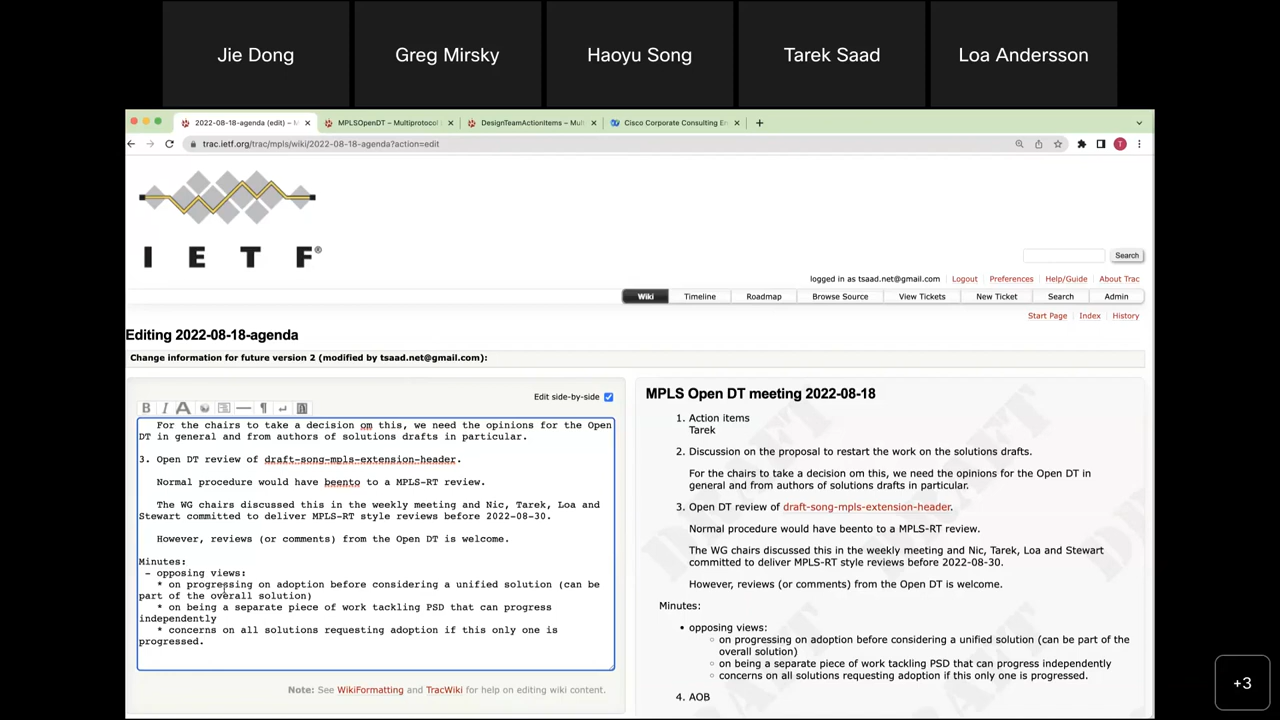 Jie Dong
Greg Mirsky
Haoyu Song
Tarek Saad
Loa Andersson
2022-08-18-agenda (edit) – M
MPLSOpenDT – Multiprotocol
DesignTeamActionItems – Mult
Cisco Corporate Consulting En
trac.ietf.org/trac/mpls/wiki/2022-08-18-agenda?action=edit
T
I E T F®
Search
logged in as tsaad.net@gmail.com
Logout
Preferences
Help/Guide
About Trac
Wiki
Timeline
Roadmap
Browse Source
View Tickets
New Ticket
Search
Admin
Start Page
Index
History
Editing 2022-08-18-agenda
Change information for future version 2 (modified by tsaad.net@gmail.com):
Edit side-by-side
B I A
For the chairs to take a decision om this, we need the opinions for the Open
DT in general and from authors of solutions drafts in particular.
3. Open DT review of draft-song-mpls-extension-header.
Normal procedure would have beento to a MPLS-RT review.
The WG chairs discussed this in the weekly meeting and Nic, Tarek, Loa and
Stewart committed to deliver MPLS-RT style reviews before 2022-08-30.
However, reviews (or comments) from the Open DT is welcome.
Minutes:
- opposing views:
* on progressing on adoption before considering a unified solution (can be
part of the overall solution)
* on being a separate piece of work tackling PSD that can progress
independently
* concerns on all solutions requesting adoption if this only one is
progressed.
Note: See WikiFormatting and TracWiki for help on editing wiki content.
MPLS Open DT meeting 2022-08-18
1. Action items
Tarek
2. Discussion on the proposal to restart the work on the solutions drafts.
For the chairs to take a decision om this, we need the opinions for the Open DT in
general and from authors of solutions drafts in particular.
3. Open DT review of draft-song-mpls-extension-header.
Normal procedure would have beento to a MPLS-RT review.
The WG chairs discussed this in the weekly meeting and Nic, Tarek, Loa and Stewart
committed to deliver MPLS-RT style reviews before 2022-08-30.
However, reviews (or comments) from the Open DT is welcome.
Minutes:
• opposing views:
○ on progressing on adoption before considering a unified solution (can be part of the
overall solution)
○ on being a separate piece of work tackling PSD that can progress independently
○ concerns on all solutions requesting adoption if this only one is progressed.
4. AOB
DRAFT
DRAFT
+3